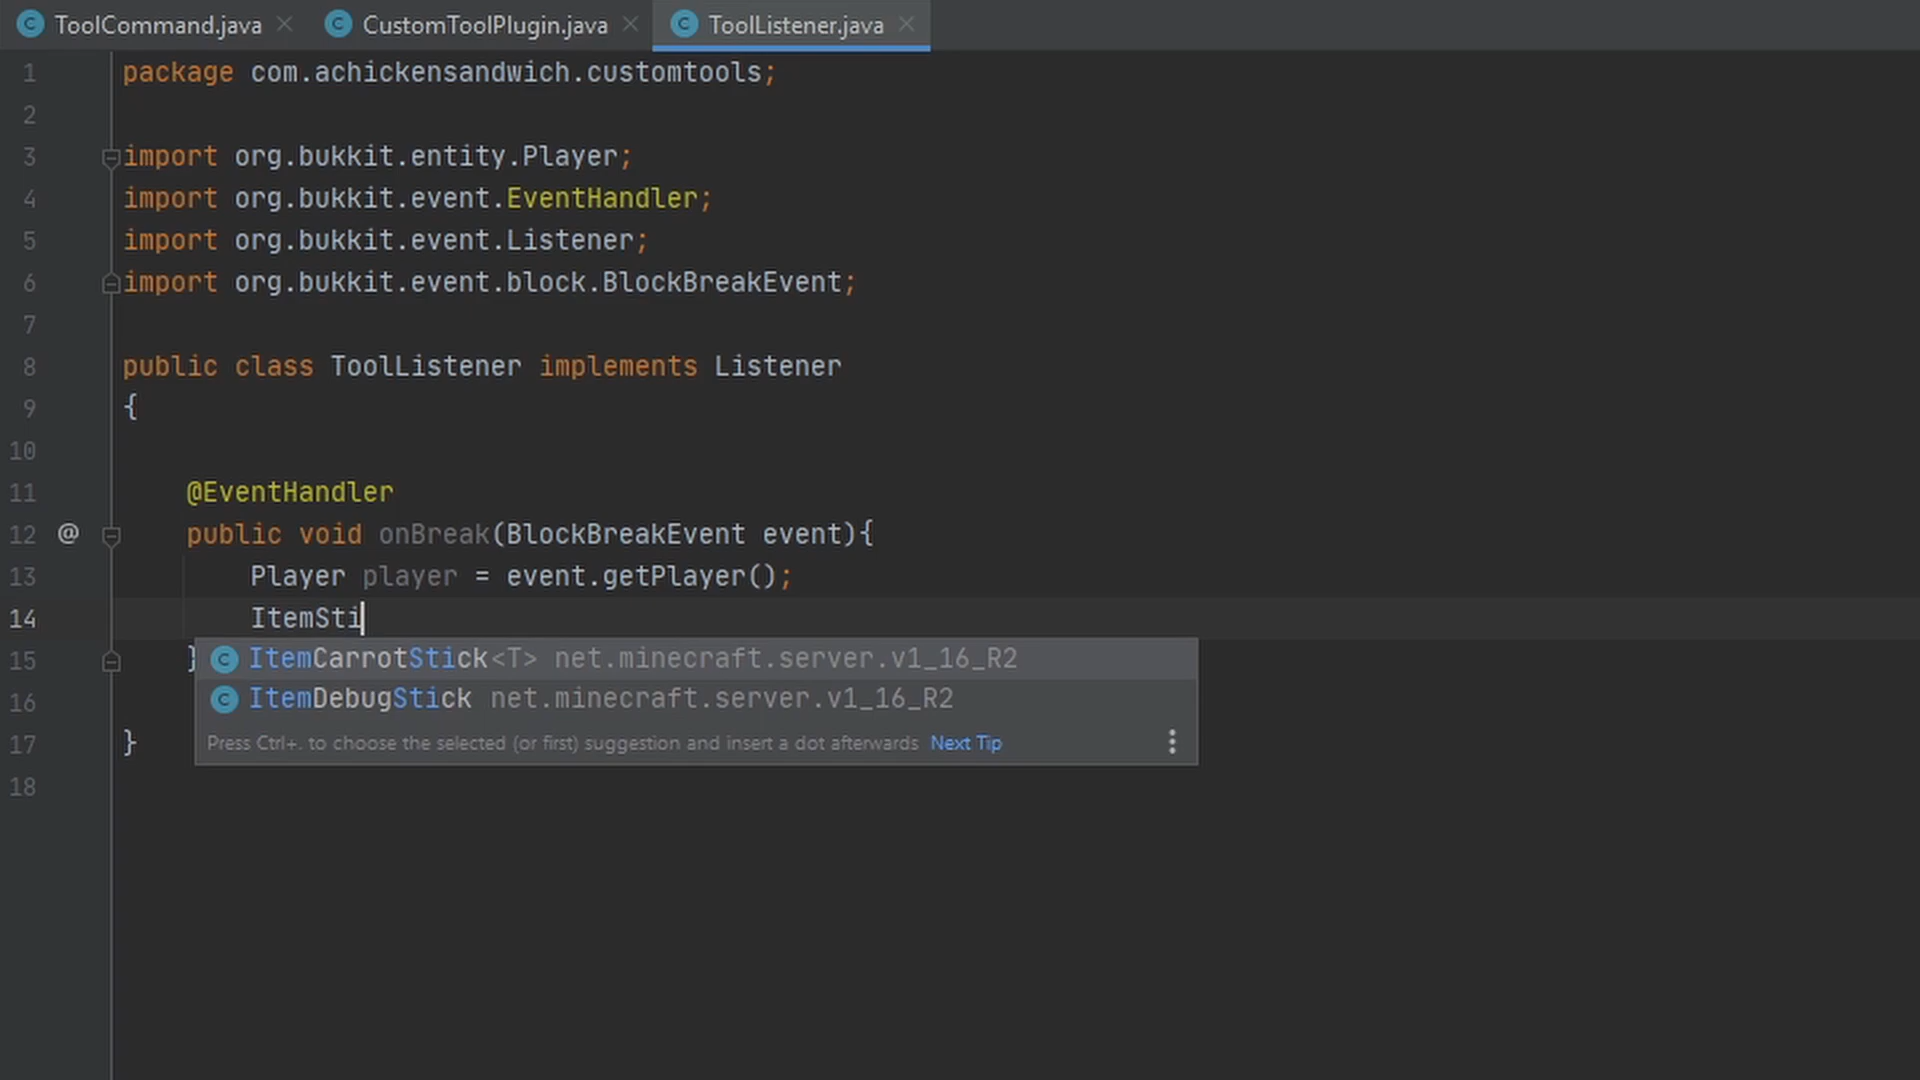 ToolCommand.java CustomToolPlugin.java ToolListener.java
1 package com.achickensandwich.customtools;
2
3 import org.bukkit.entity.Player;
4 import org.bukkit.event.EventHandler;
5 import org.bukkit.event.Listener;
6 import org.bukkit.event.block.BlockBreakEvent;
7
8 public class ToolListener implements Listener
9 {
10
11 @EventHandler
12 @ public void onBreak(BlockBreakEvent event){
13 Player player = event.getPlayer();
14 ItemSti
15 }
C ItemCarrotStick<T> net.minecraft.server.v1_16_R2
16
C ItemDebugStick net.minecraft.server.v1_16_R2
17 }
Press Ctrl+. to choose the selected (or first) suggestion and insert a dot afterwards Next Tip
18